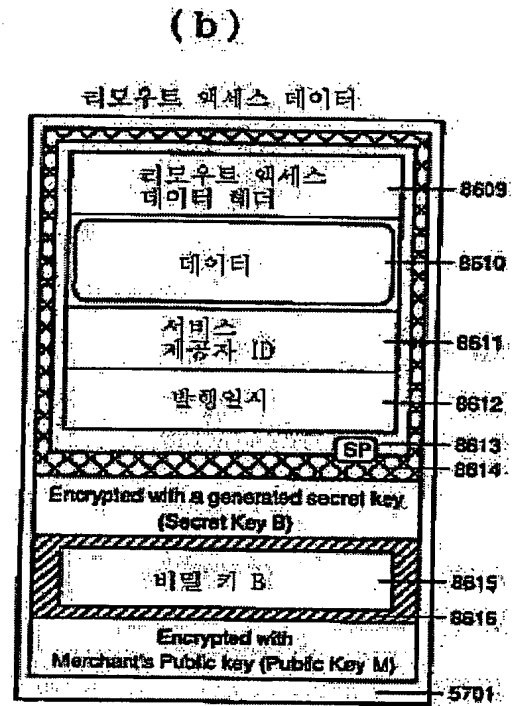 (b)
리모우트 액세스 데이터
리모우트 액세스
데이터 헤더
8609
데이터
8610
서비스
제공자 ID
8611
발행일시
8612
SP
8613
8614
Encrypted with a generated secret key
(Secret Key B)
비밀 키 B
8615
8616
Encrypted with
Merchant's Public key (Public Key M)
5701